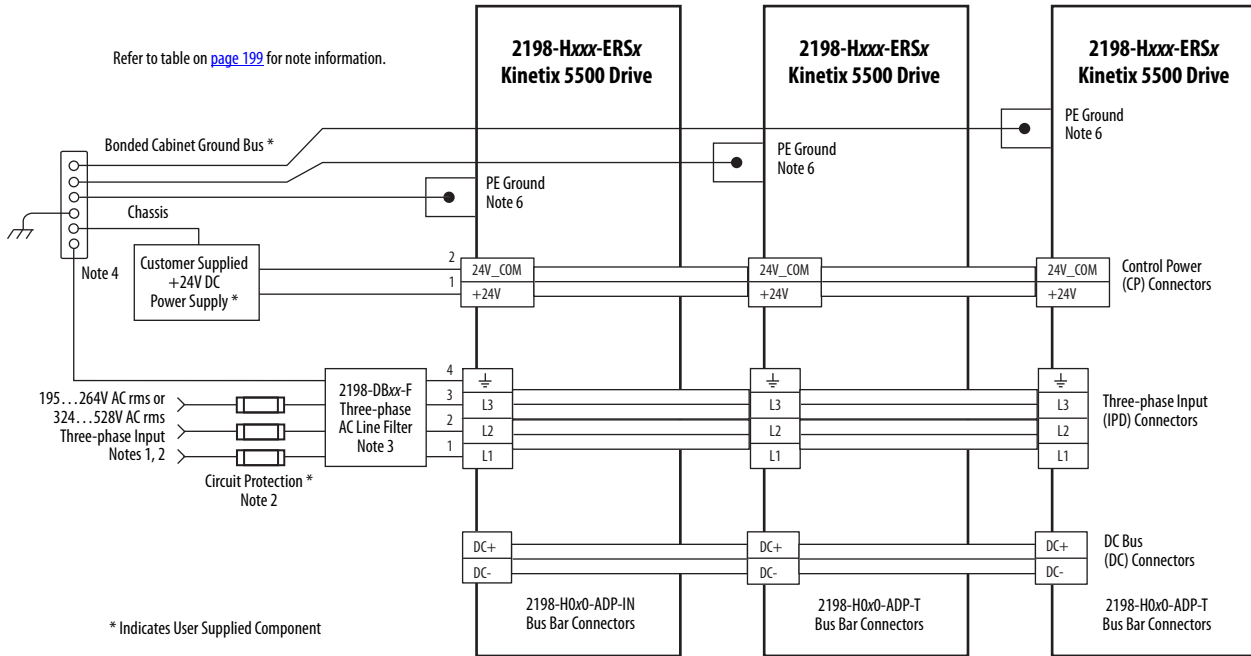 Refer to table on page 199 for note information.
2198-Hxxx-ERSx
Kinetix 5500 Drive
2198-Hxxx-ERSx
Kinetix 5500 Drive
2198-Hxxx-ERSx
Kinetix 5500 Drive
Bonded Cabinet Ground Bus *
PE Ground
Note 6
PE Ground
Note 6
PE Ground
Note 6
Chassis
Note 4
Customer Supplied
+24V DC
Power Supply *
2
1
24V_COM
+24V
24V_COM
+24V
24V_COM
+24V
Control Power
(CP) Connectors
195…264V AC rms or
324…528V AC rms
Three-phase Input
Notes 1, 2
Circuit Protection *
Note 2
2198-DBxx-F
Three-phase
AC Line Filter
Note 3
4
3
2
1
L3
L2
L1
L3
L2
L1
L3
L2
L1
Three-phase Input
(IPD) Connectors
DC+
DC-
DC+
DC-
DC+
DC-
DC Bus
(DC) Connectors
2198-H0x0-ADP-IN
Bus Bar Connectors
2198-H0x0-ADP-T
Bus Bar Connectors
2198-H0x0-ADP-T
Bus Bar Connectors
* Indicates User Supplied Component